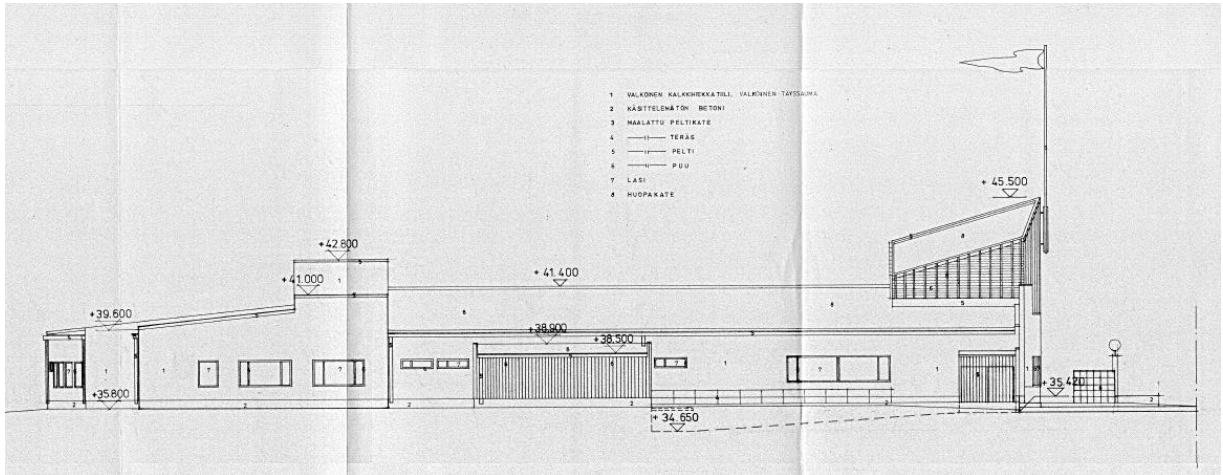 1 VALKOINEN KALKKIHIEKKATIILI, VALKOINEN TÄYSSAUMA
2 KÄSITTELEMÄTÖN BETONI
3 MAALATTU PELTIKATE
4 —"— TERÄS
5 —"— PELTI
6 —"— PUU
7 LASI
8 HUOPAKATE
+ 45.500
+ 42.800
+ 41.000
+ 41.400
+ 39.600
+ 38.900
+ 38.500
+ 35.800
+ 35.420
+ 34.650